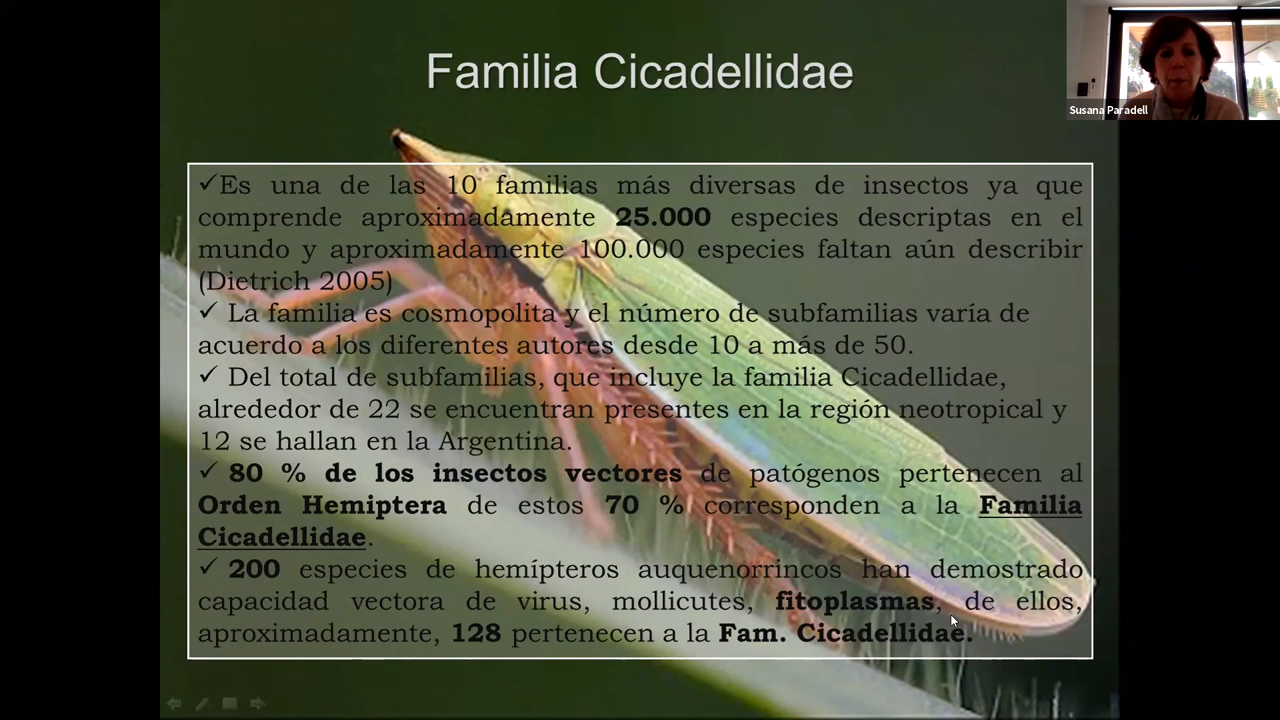 Familia Cicadellidae
Susana Paradell
✓Es una de las 10 familias más diversas de insectos ya que
comprende aproximadamente 25.000 especies descriptas en el
mundo y aproximadamente 100.000 especies faltan aún describir
(Dietrich 2005)
✓ La familia es cosmopolita y el número de subfamilias varía de
acuerdo a los diferentes autores desde 10 a más de 50.
✓ Del total de subfamilias, que incluye la familia Cicadellidae,
alrededor de 22 se encuentran presentes en la región neotropical y
12 se hallan en la Argentina.
✓ 80 % de los insectos vectores de patógenos pertenecen al
Orden Hemiptera de estos 70 % corresponden a la Familia
Cicadellidae.
✓ 200 especies de hemípteros auquenorrincos han demostrado
capacidad vectora de virus, mollicutes, fitoplasmas, de ellos,
aproximadamente, 128 pertenecen a la Fam. Cicadellidae.